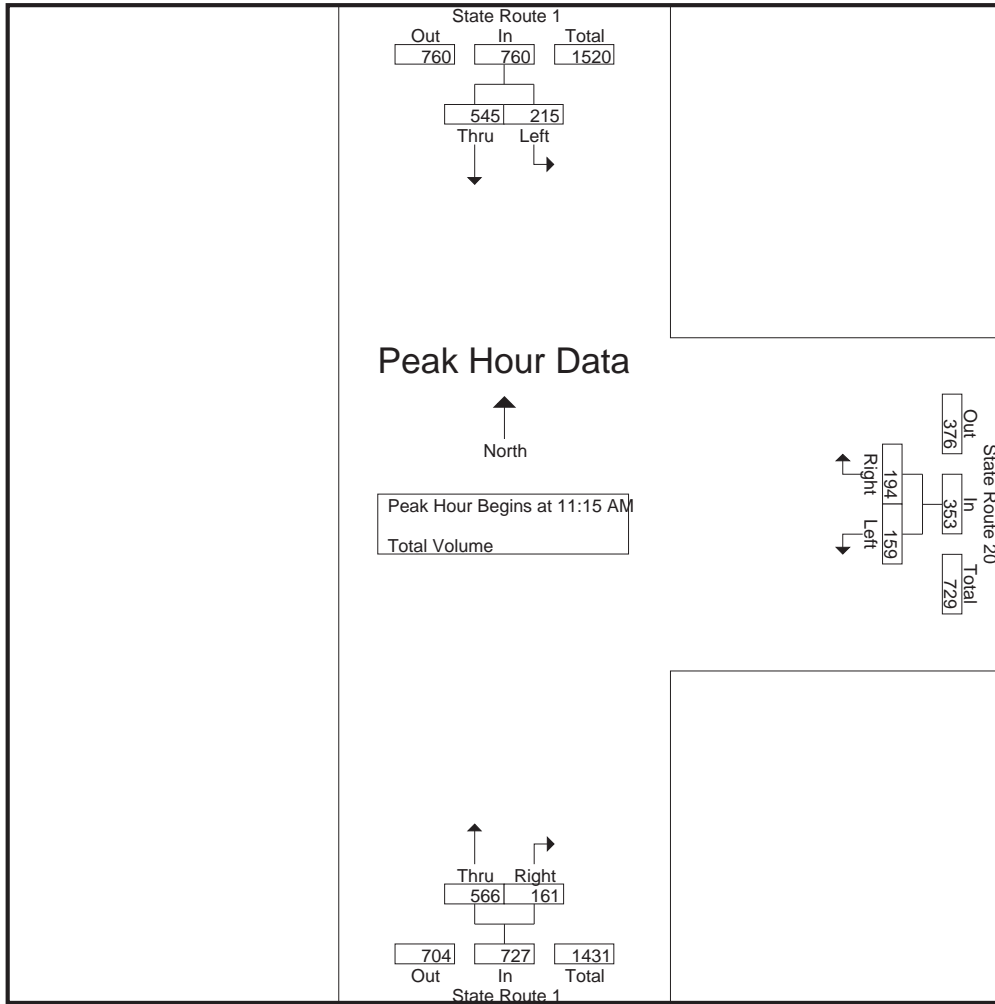 State Route 1
Out In Total
760 760 1520
545 215
Thru Left
Peak Hour Data
North
Peak Hour Begins at 11:15 AM
Total Volume
State Route 20
Out In Total
376 353 729
194 159
Right Left
Thru Right
566 161
704 727 1431
Out In Total
State Route 1